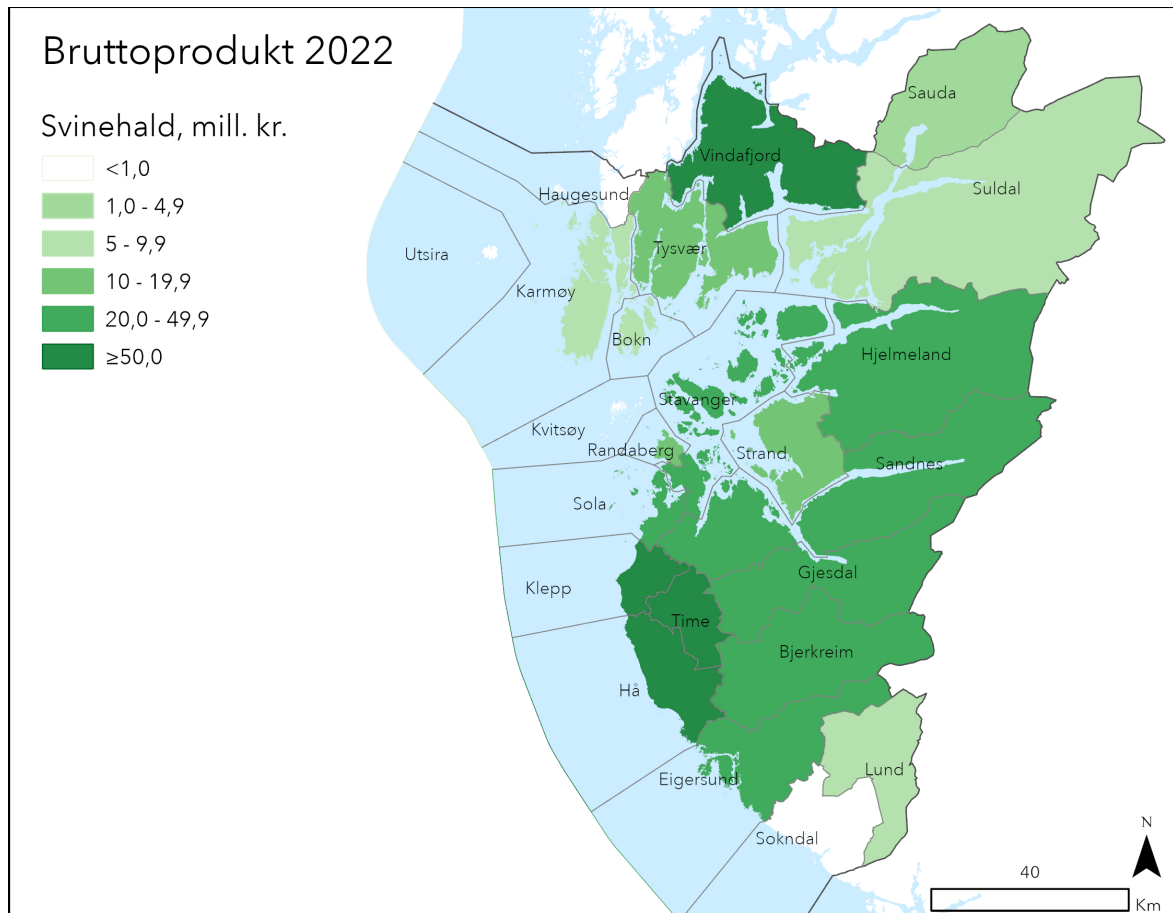 Bruttoprodukt 2022
Svinehald, mill. kr.
<1,0
1,0 - 4,9
5 - 9,9
10 - 19,9
20,0 - 49,9
≥50,0
Sauda
Vindafjord
Suldal
Haugesund
Tysvær
Utsira
Karmøy
Bokn
Hjelmeland
Stavanger
Kvitsøy
Randaberg
Strand
Sandnes
Sola
Gjesdal
Klepp
Time
Bjerkreim
Hå
Eigersund
Lund
Sokndal
N
40
Km